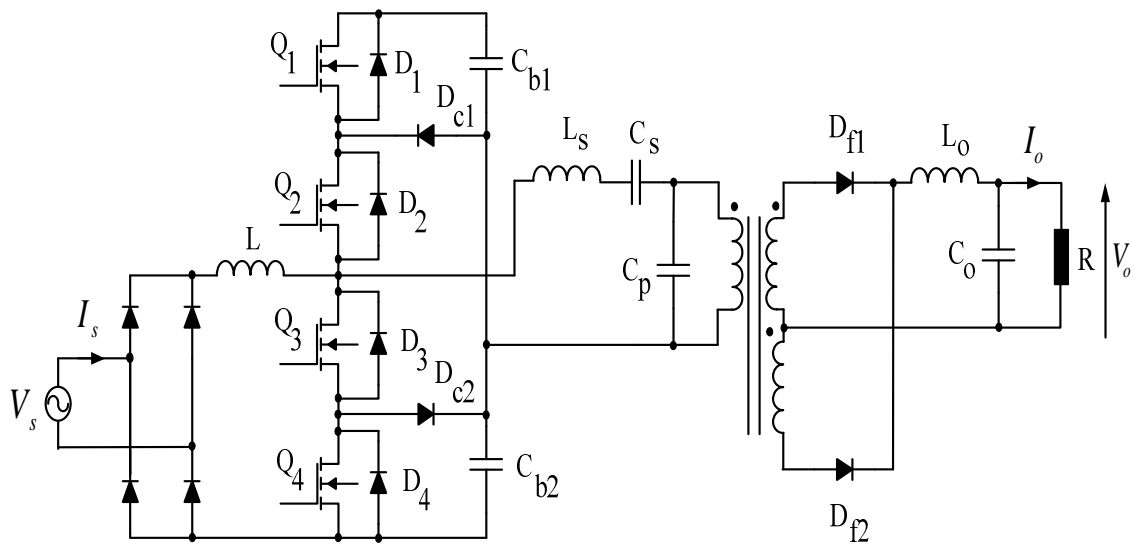 Q1
D1
Cb1
Dc1
Ls
Cs
Df1
Lo
Io
Q2
D2
L
Cp
Co
R
Vo
Is
Q3
D3
Dc2
Vs
Q4
D4
Cb2
Df2